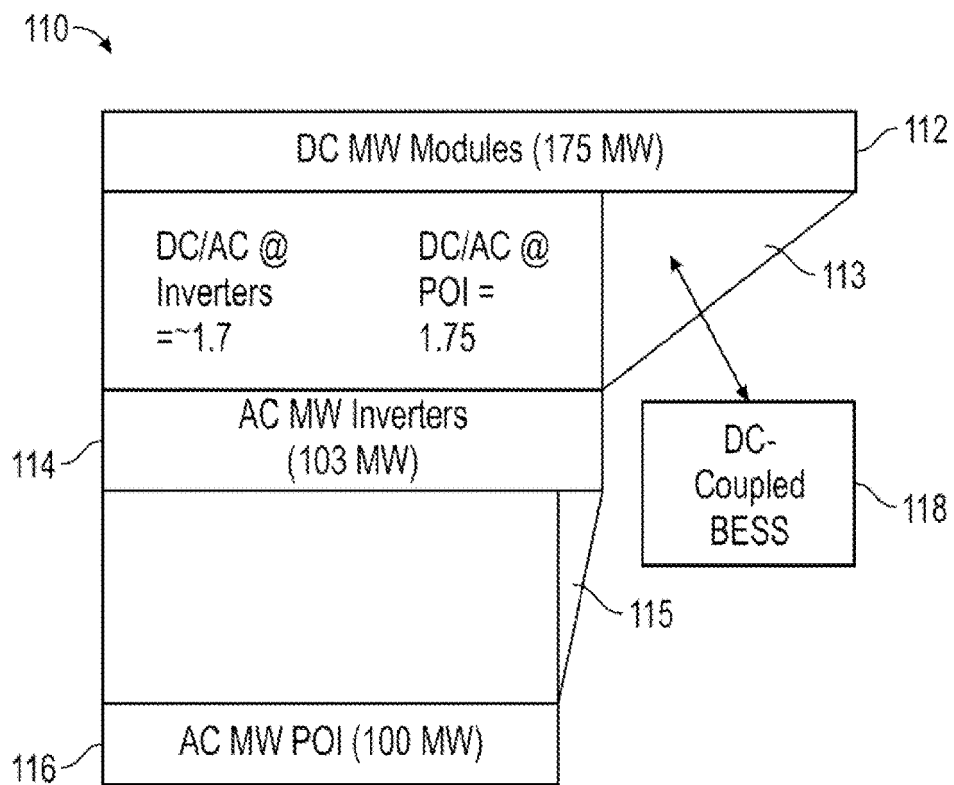 110
DC MW Modules (175 MW)
112
DC/AC @
Inverters
=~1.7
DC/AC @
POI =
1.75
113
AC MW Inverters
(103 MW)
114
DC-
Coupled
BESS
118
115
AC MW POI (100 MW)
116